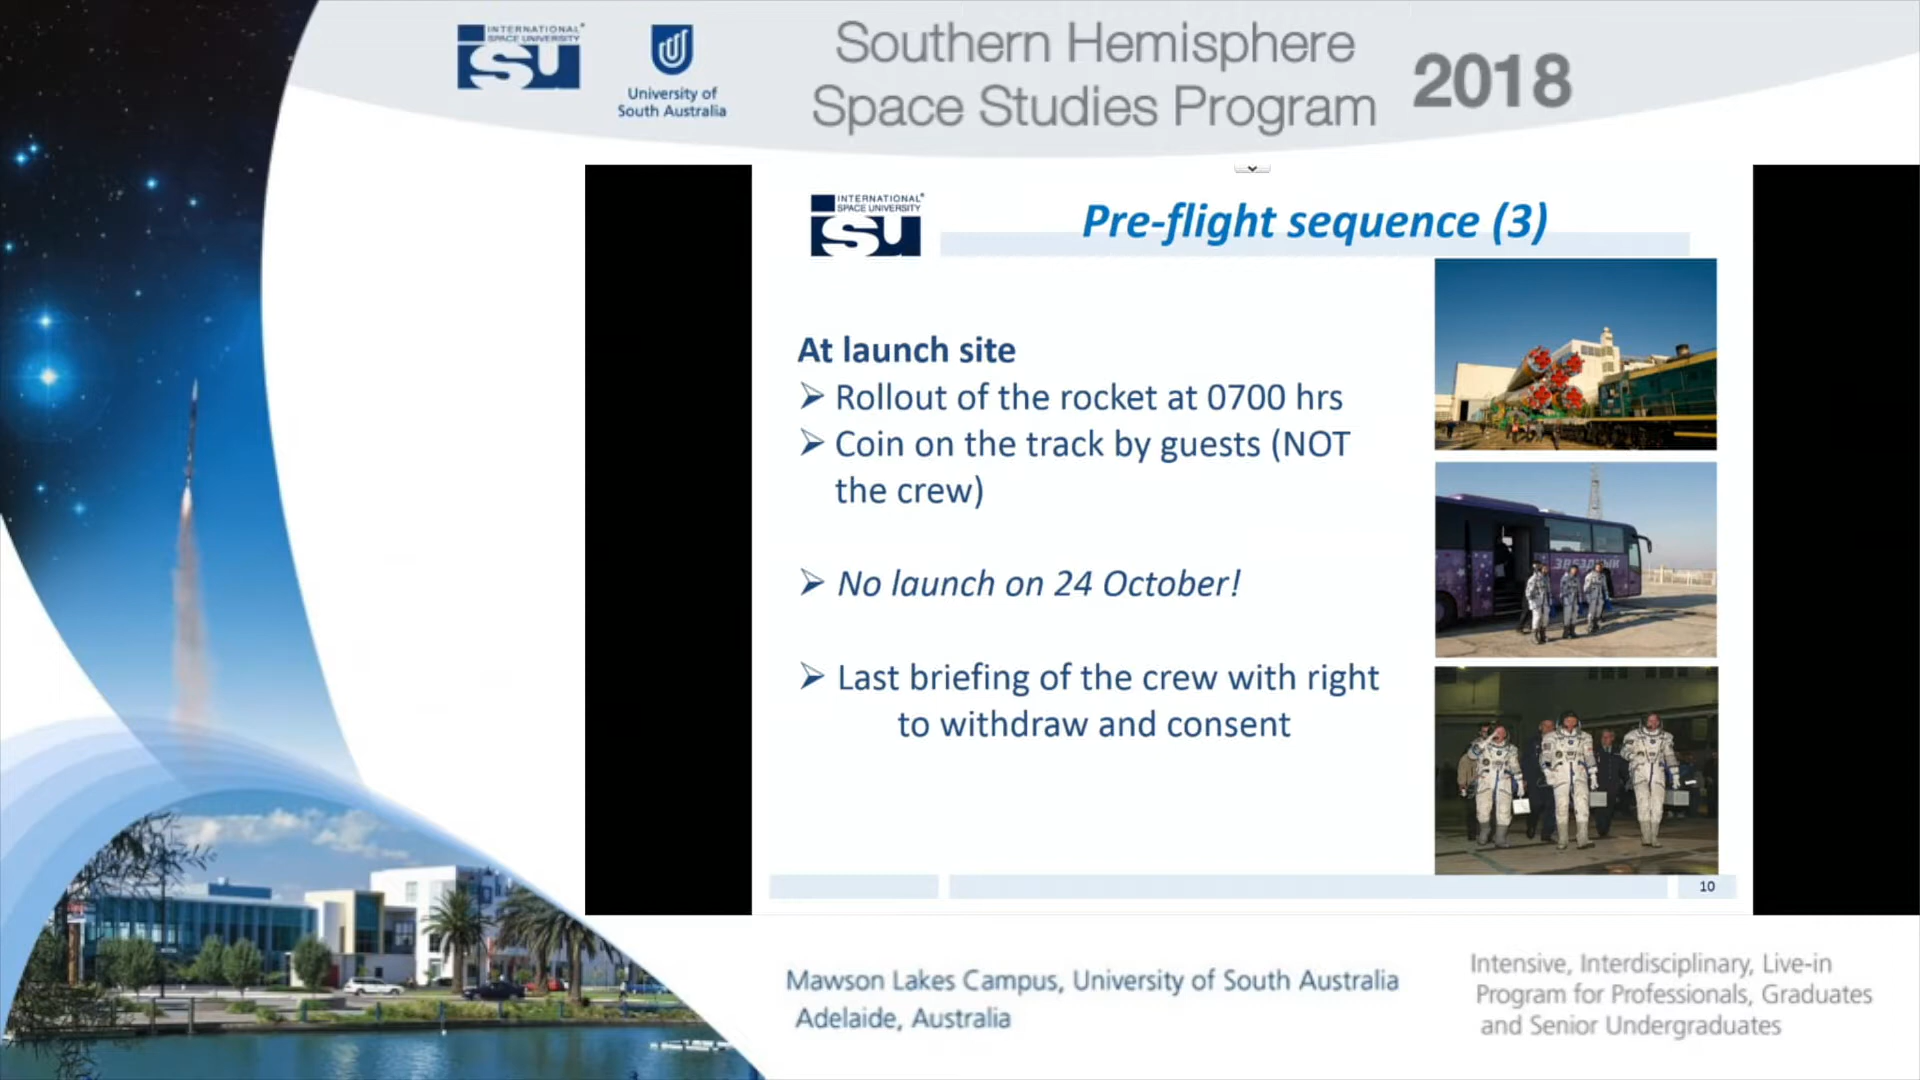 INTERNATIONAL
SPACE UNIVERSITY
ISU
University of
South Australia
Southern Hemisphere
Space Studies Program
2018
INTERNATIONAL
SPACE UNIVERSITY
ISU
Pre-flight sequence (3)
At launch site
➢ Rollout of the rocket at 0700 hrs
➢ Coin on the track by guests (NOT
the crew)
➢ No launch on 24 October!
➢ Last briefing of the crew with right
to withdraw and consent
ЗВЕЗДНЫЙ
10
Mawson Lakes Campus, University of South Australia
Adelaide, Australia
Intensive, Interdisciplinary, Live-in
Program for Professionals, Graduates
and Senior Undergraduates